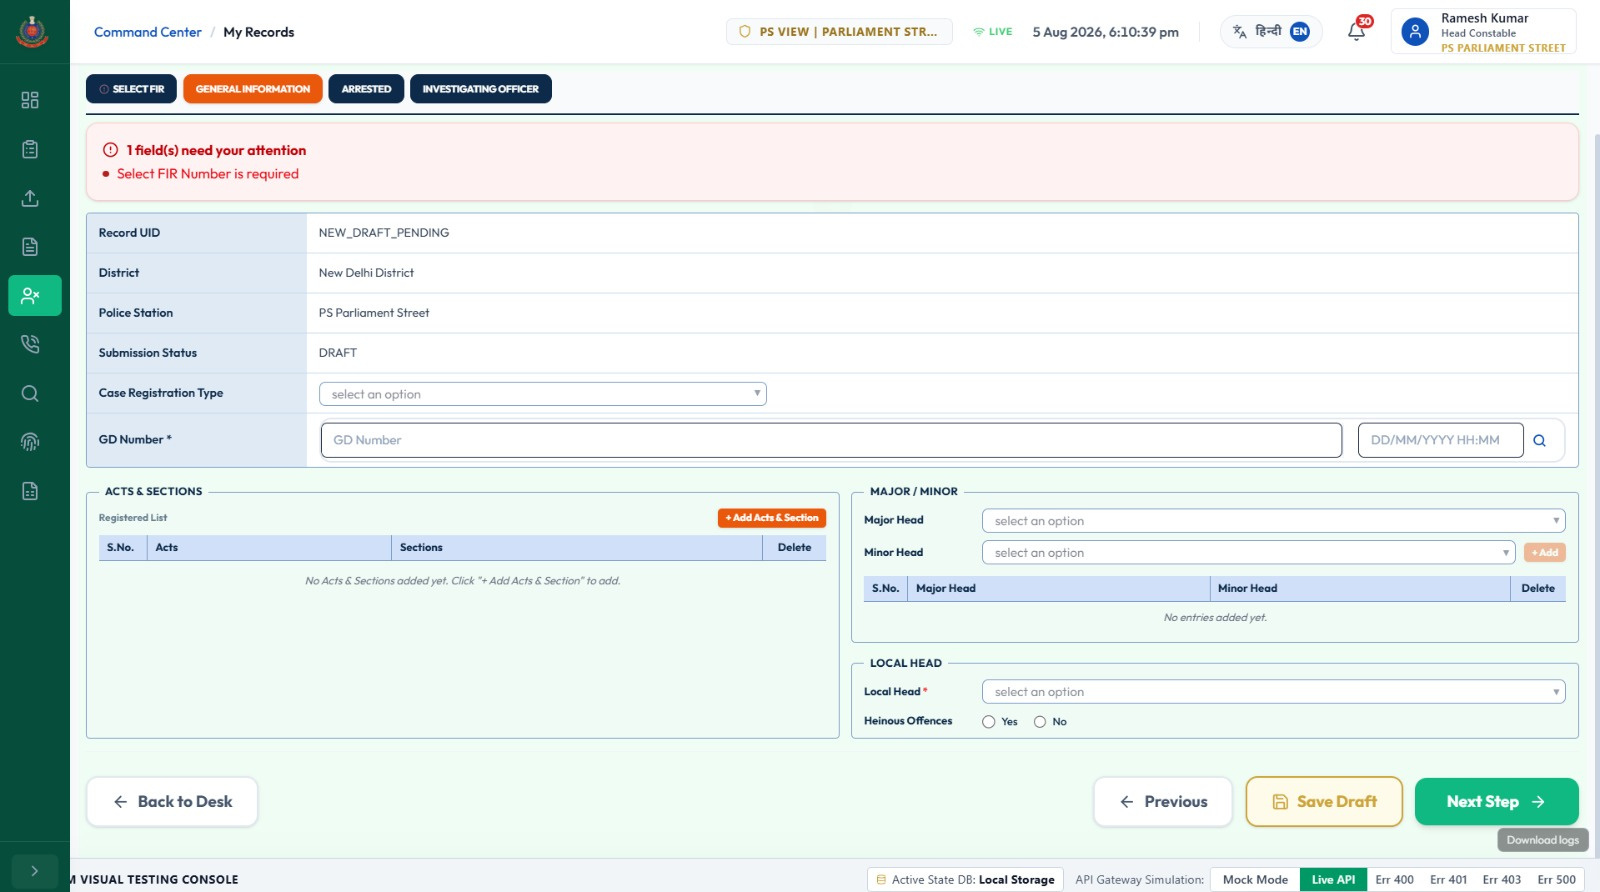 Command Center / My Records
PS VIEW | PARLIAMENT STR...
LIVE
5 Aug 2026, 6:10:39 pm
हिन्दी EN
30
Ramesh Kumar
Head Constable
PS PARLIAMENT STREET
SELECT FIR
GENERAL INFORMATION
ARRESTED
INVESTIGATING OFFICER
1 field(s) need your attention
Select FIR Number is required
Record UID NEW_DRAFT_PENDING
District New Delhi District
Police Station PS Parliament Street
Submission Status DRAFT
Case Registration Type select an option
GD Number * GD Number DD/MM/YYYY HH:MM
ACTS & SECTIONS
Registered List + Add Acts & Section
S.No. Acts Sections Delete
No Acts & Sections added yet. Click "+ Add Acts & Section" to add.
MAJOR / MINOR
Major Head select an option
Minor Head select an option + Add
S.No. Major Head Minor Head Delete
No entries added yet.
LOCAL HEAD
Local Head * select an option
Heinous Offences Yes No
Back to Desk
Previous
Save Draft
Next Step
Download logs
M VISUAL TESTING CONSOLE
Active State DB: Local Storage
API Gateway Simulation: Mock Mode Live API Err 400 Err 401 Err 403 Err 500